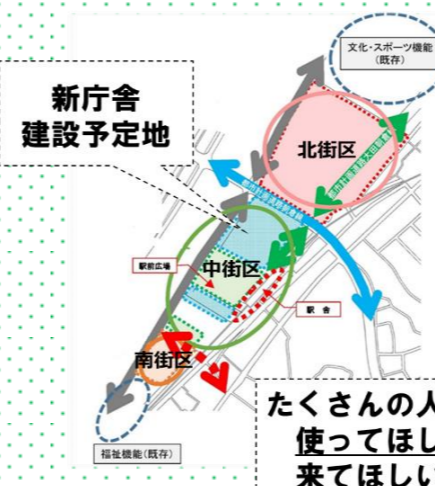 文化・スポーツ機能
(既存)
新庁舎
建設予定地
北街区
中街区
駅前広場
駅 舎
南街区
福祉機能(既存)
たくさんの人
使ってほし
来てほしい